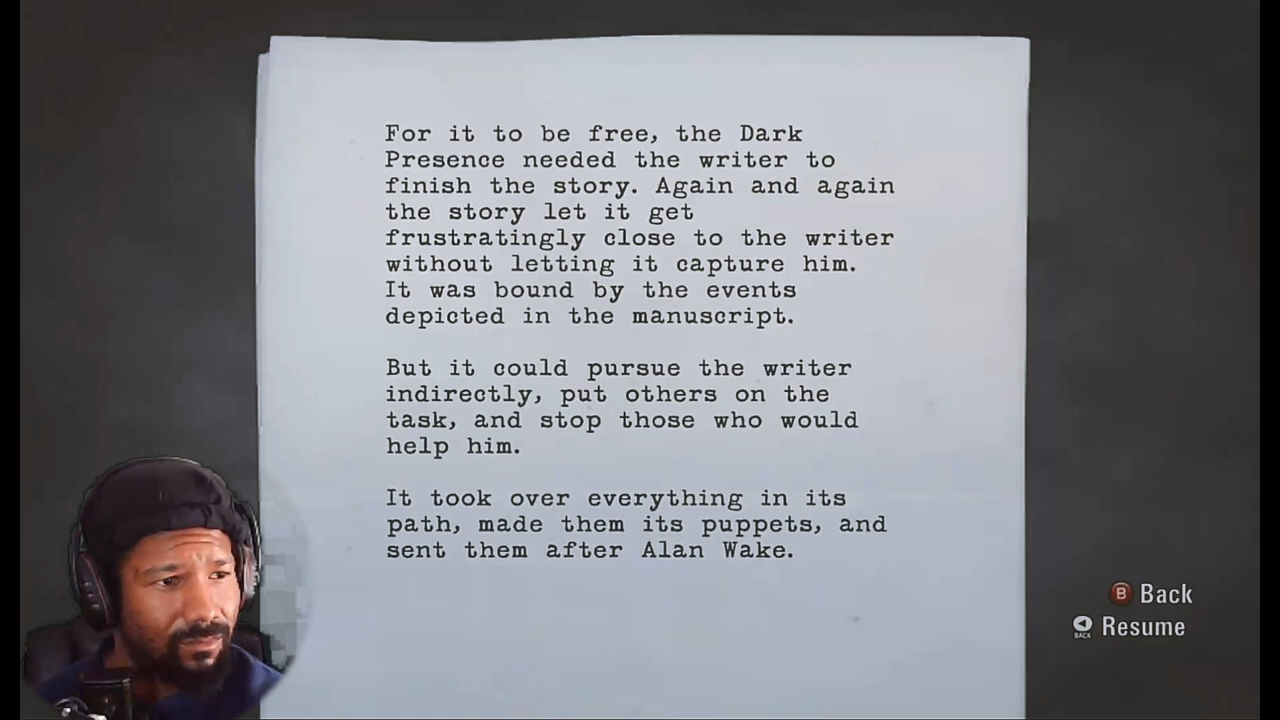 For it to be free, the Dark
Presence needed the writer to
finish the story. Again and again
the story let it get
frustratingly close to the writer
without letting it capture him.
It was bound by the events
depicted in the manuscript.
But it could pursue the writer
indirectly, put others on the
task, and stop those who would
help him.
It took over everything in its
path, made them its puppets, and
sent them after Alan Wake.
B Back
BACK Resume